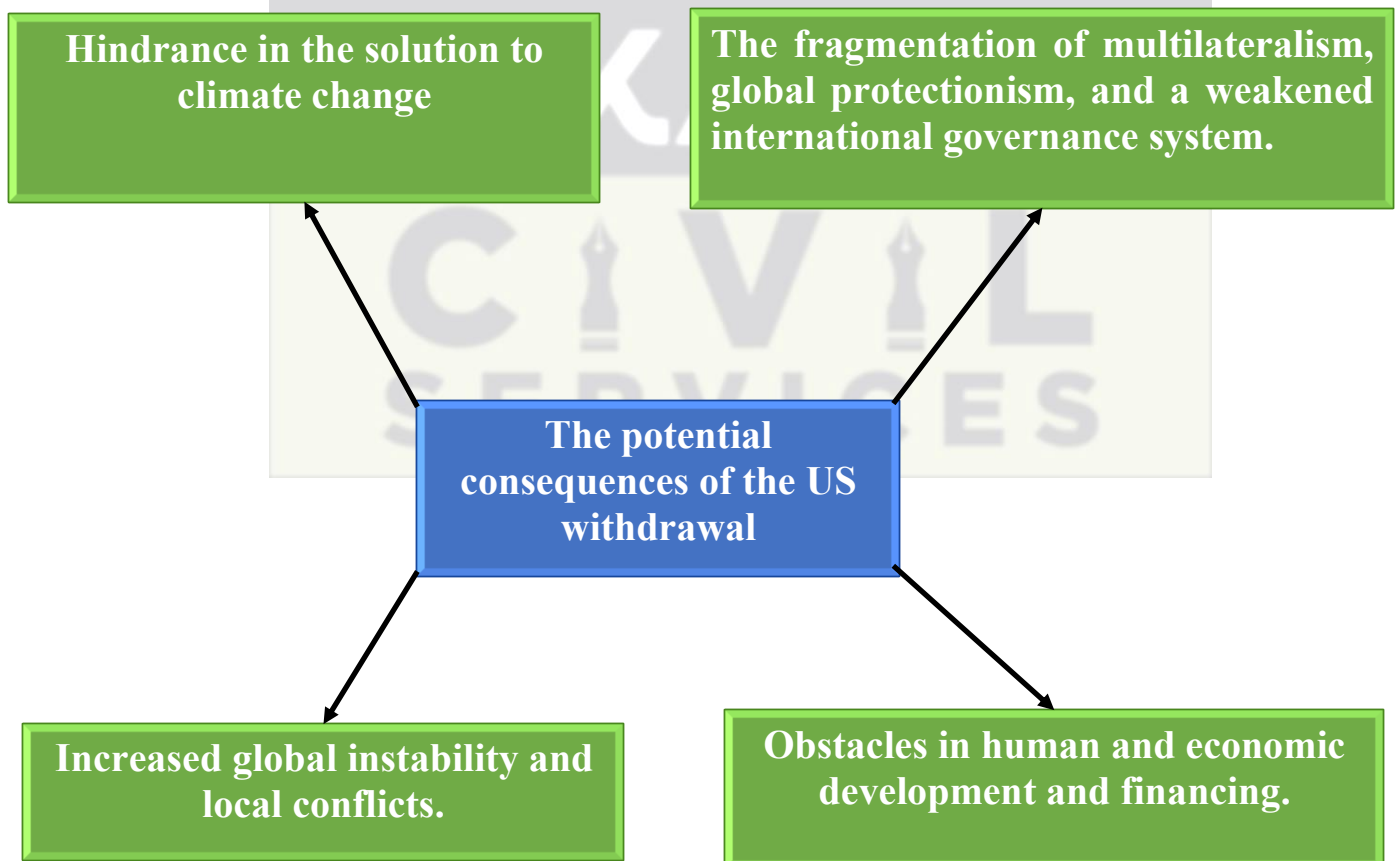 Hindrance in the solution to
climate change
The fragmentation of multilateralism,
global protectionism, and a weakened
international governance system.
CIVIL
SERVICES
The potential
consequences of the US
withdrawal
Increased global instability and
local conflicts.
Obstacles in human and economic
development and financing.